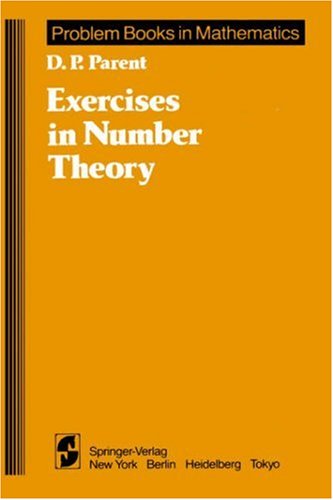 Problem Books in Mathematics
D. P. Parent
Exercises
in Number
Theory
Springer-Verlag
New York Berlin Heidelberg Tokyo